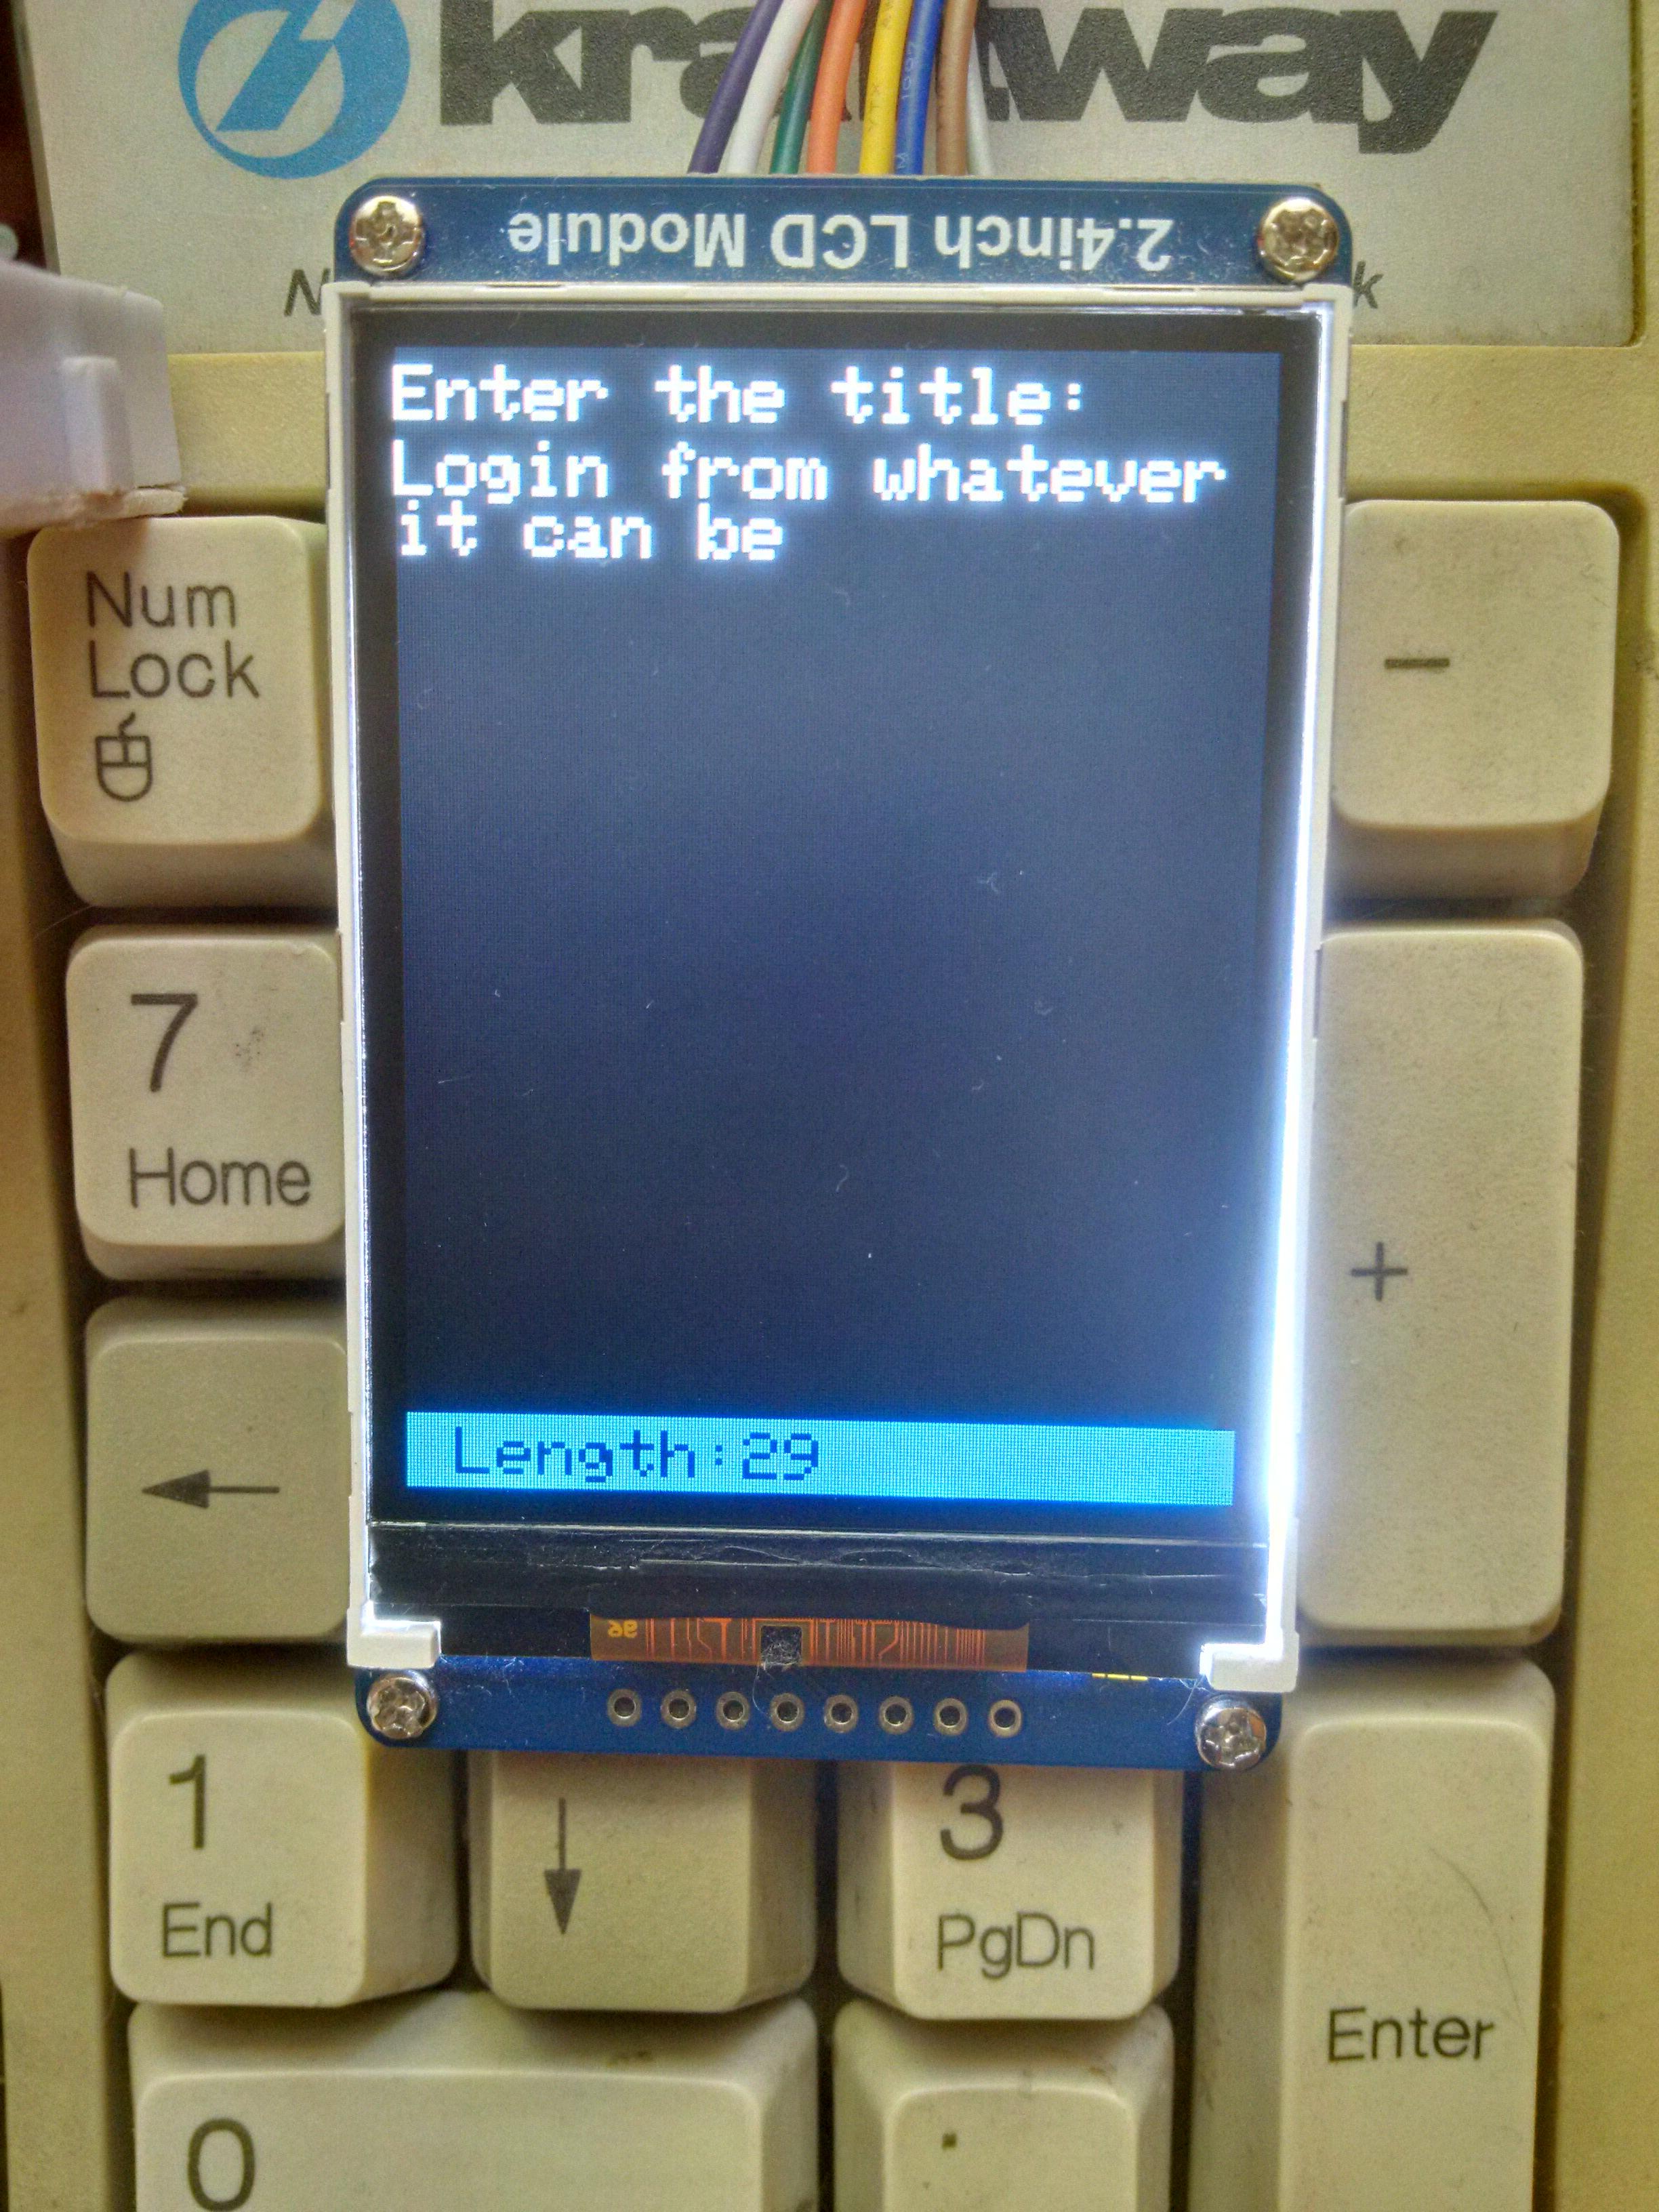 kraftway
2.4inch LCD Module
Enter the title:
Login from whatever
it can be
Length:29
Num
Lock
-
7
Home
+
1
End
3
PgDn
Enter
0
.